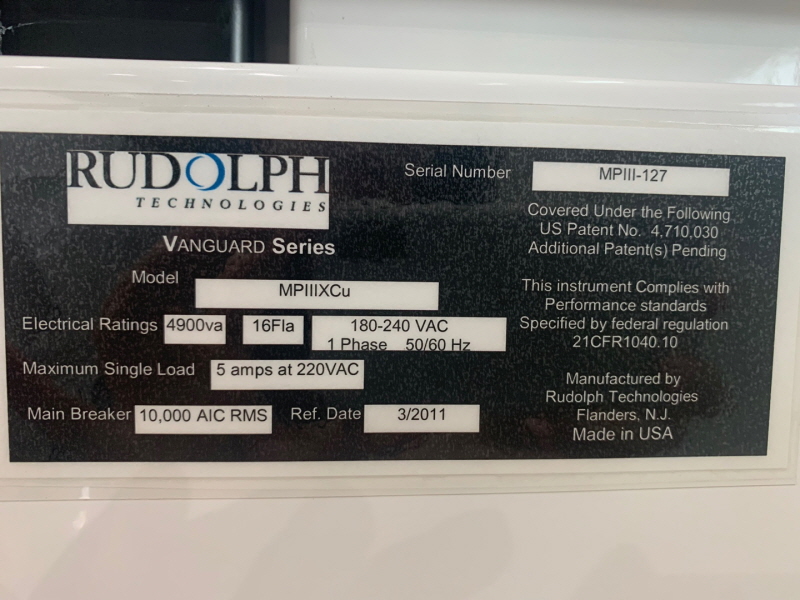 RUDOLPH
TECHNOLOGIES
VANGUARD Series
Model MPIIIXCu
Electrical Ratings 4900va 16Fla 180-240 VAC
1 Phase 50/60 Hz
Maximum Single Load 5 amps at 220VAC
Main Breaker 10,000 AIC RMS Ref. Date 3/2011
Serial Number MPIII-127
Covered Under the Following
US Patent No. 4,710,030
Additional Patent(s) Pending
This instrument Complies with
Performance standards
Specified by federal regulation
21CFR1040.10
Manufactured by
Rudolph Technologies
Flanders, N.J.
Made in USA